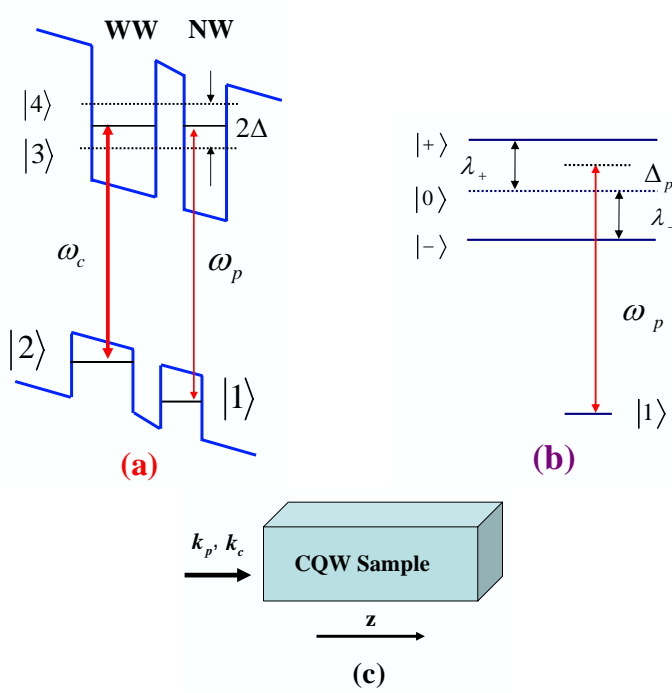 WW NW
|4⟩
|3⟩
2Δ
ω_c
ω_p
|2⟩
|1⟩
(a)
|+⟩
λ_+
Δ_p
|0⟩
λ_-
|−⟩
ω_p
|1⟩
(b)
k_p, k_c
CQW Sample
z
(c)